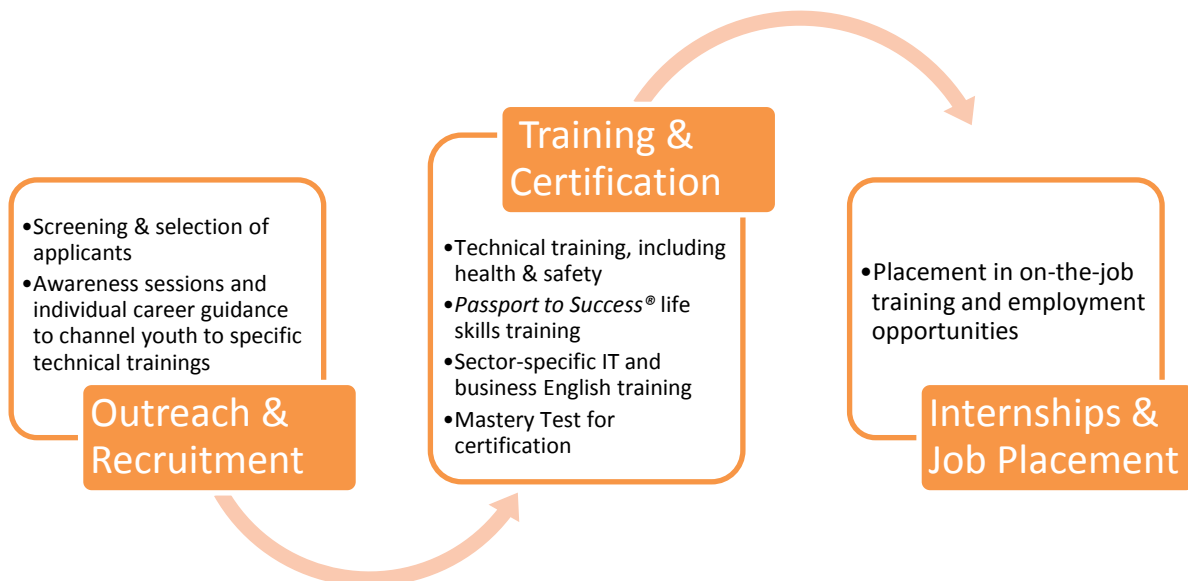 •Screening & selection of
applicants
•Awareness sessions and
individual career guidance
to channel youth to specific
technical trainings
Outreach &
Recruitment
Training &
Certification
•Technical training, including
health & safety
•Passport to Success® life
skills training
•Sector-specific IT and
business English training
•Mastery Test for
certification
•Placement in on-the-job
training and employment
opportunities
Internships &
Job Placement